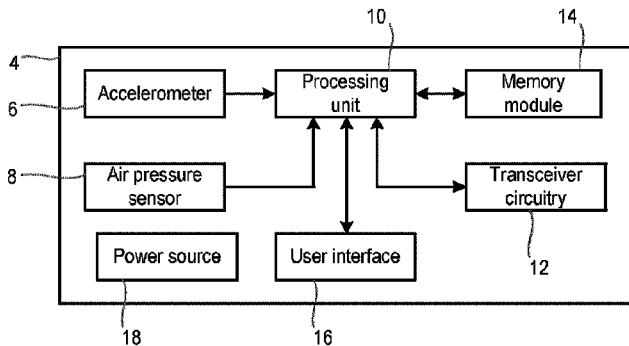 10
14
4
Accelerometer
Processing
unit
Memory
module
6
8
Air pressure
sensor
Transceiver
circuitry
Power source
User interface
12
18
16